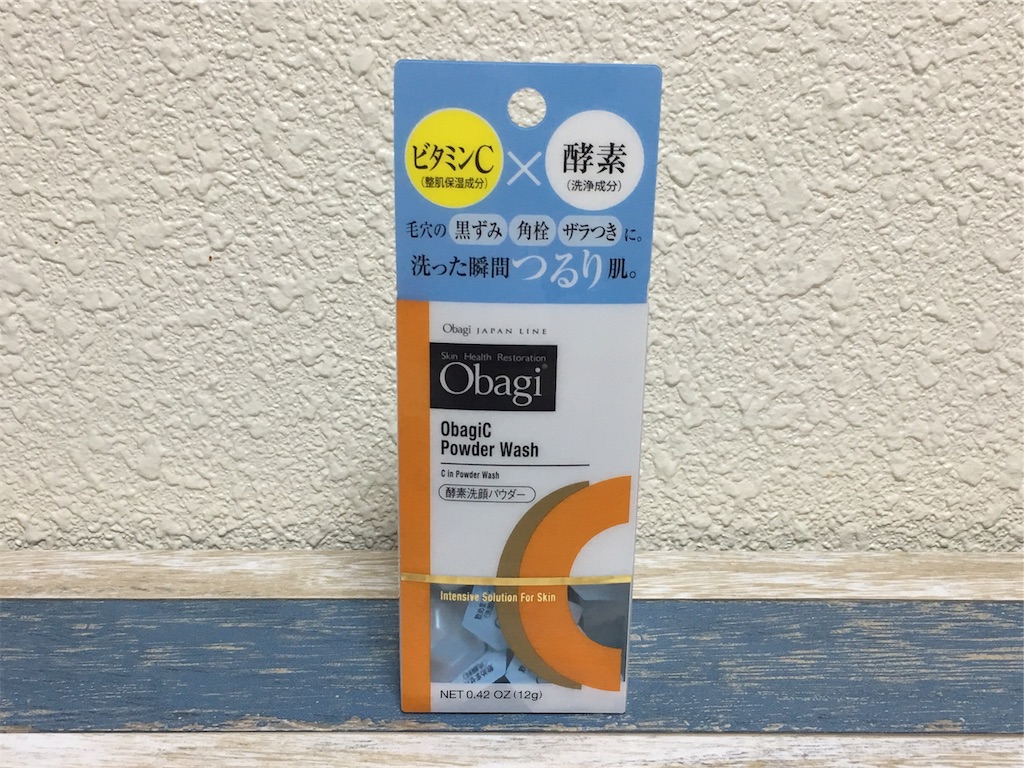 ビタミンC
(整肌保湿成分)
×
酵素
(洗浄成分)
毛穴の 黒ずみ 角栓 ザラつき に。
洗った瞬間つるり肌。
Obagi JAPAN LINE
Skin Health Restoration
Obagi®
ObagiC
Powder Wash
C in Powder Wash
酵素洗顔パウダー
Intensive Solution For Skin
NET 0.42 OZ (12g)